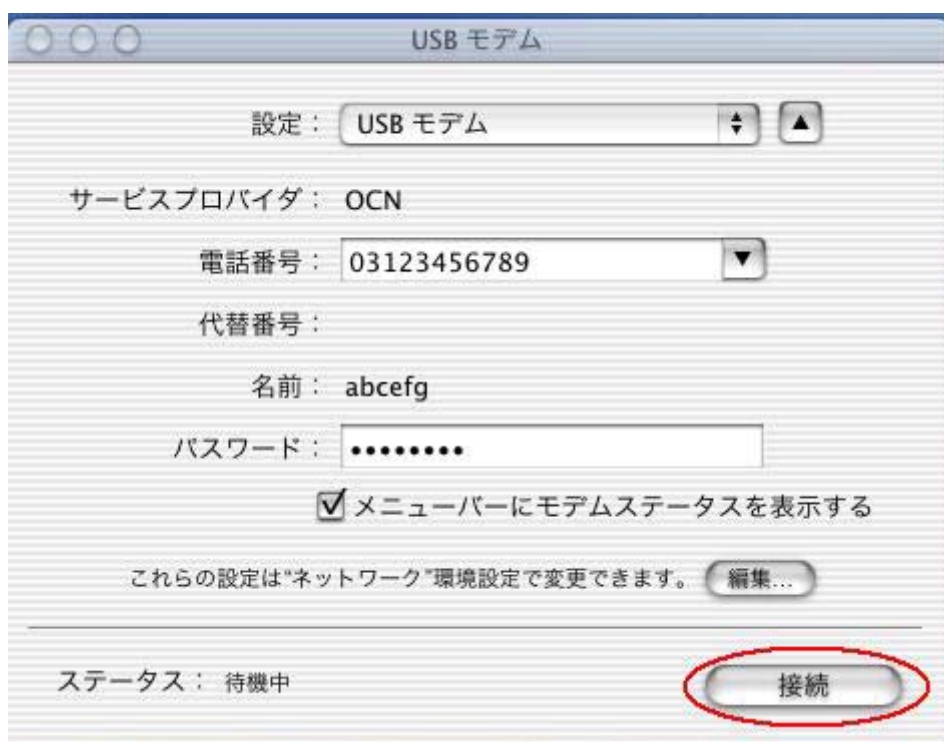 USB モデム
設定： USB モデム
サービスプロバイダ： OCN
電話番号： 03123456789
代替番号：
名前： abcefg
パスワード： ••••••••
メニューバーにモデムステータスを表示する
これらの設定は“ネットワーク”環境設定で変更できます。 編集...
ステータス： 待機中 接続